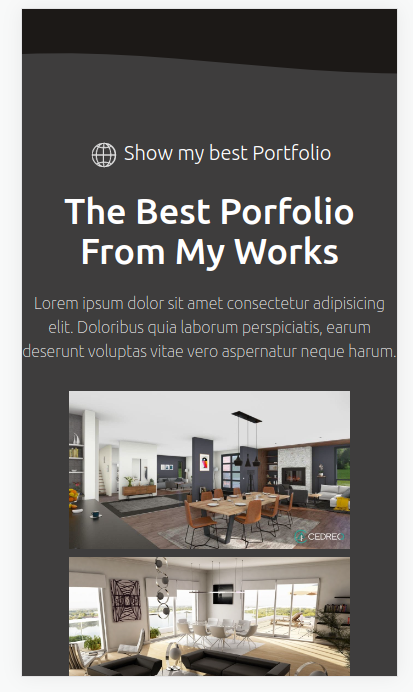 Show my best Portfolio
The Best Porfolio
From My Works
Lorem ipsum dolor sit amet consectetur adipisicing
elit. Doloribus quia laborum perspiciatis, earum
deserunt voluptas vitae vero aspernatur neque harum.
CEDREO